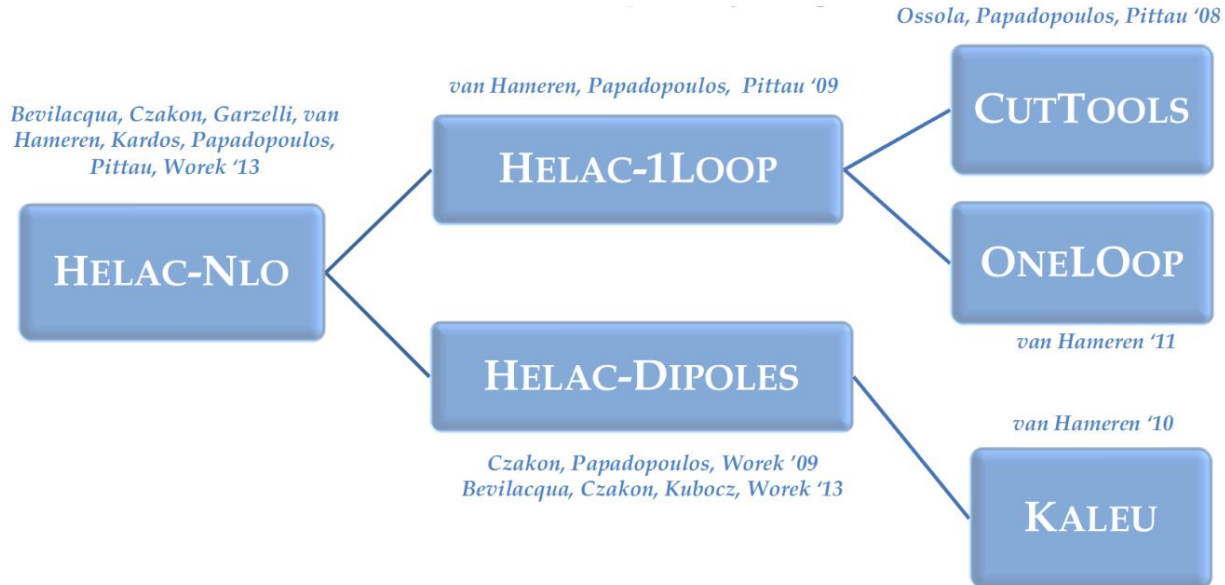 Ossola, Papadopoulos, Pittau ‘08
CUTTOOLS
van Hameren, Papadopoulos, Pittau ‘09
HELAC-1LOOP
Bevilacqua, Czakon, Garzelli, van
Hameren, Kardos, Papadopoulos,
Pittau, Worek ‘13
HELAC-NLO
ONELOOP
van Hameren ‘11
HELAC-DIPOLES
Czakon, Papadopoulos, Worek ’09
Bevilacqua, Czakon, Kubocz, Worek ‘13
van Hameren ‘10
KALEU